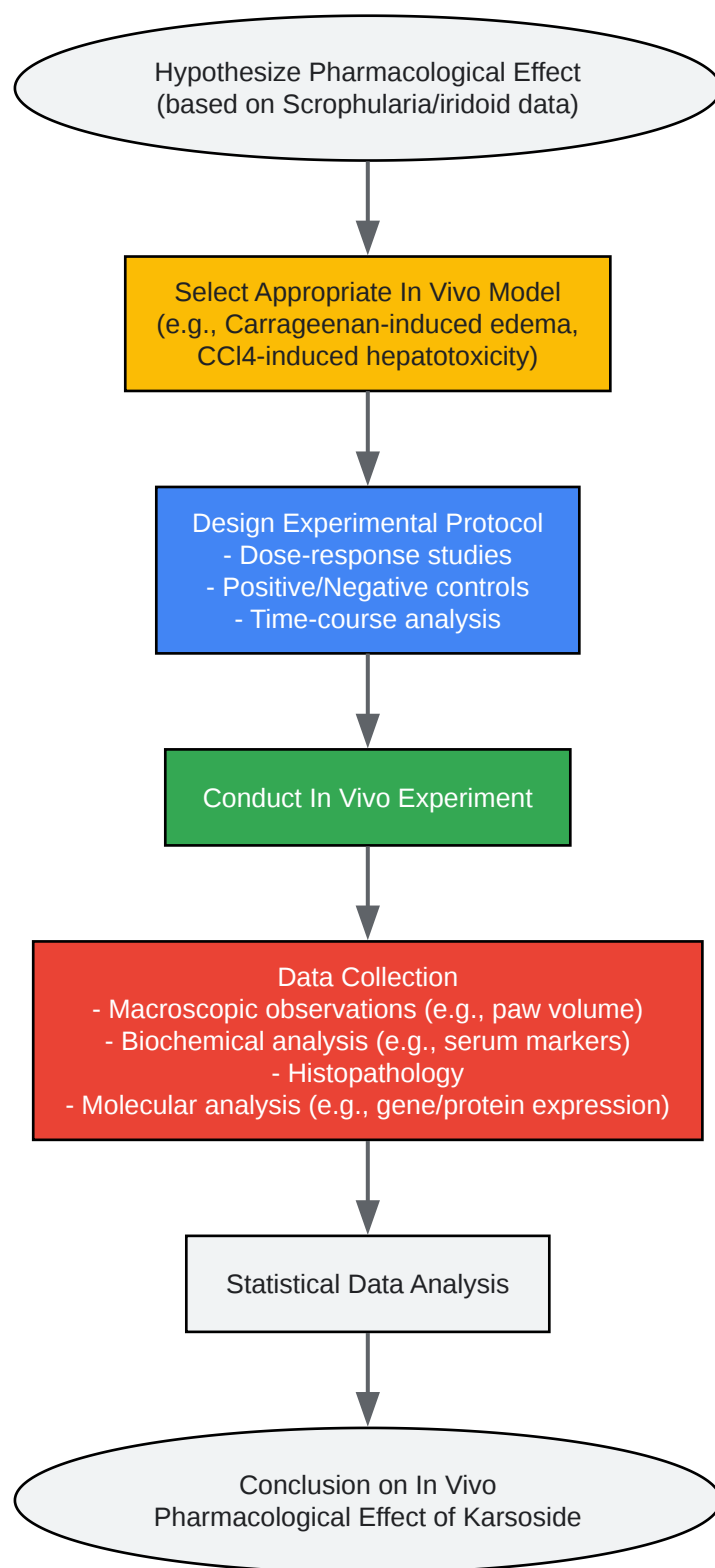 Hypothesize Pharmacological Effect
(based on Scrophularia/iridoid data)
Select Appropriate In Vivo Model
(e.g., Carrageenan-induced edema,
CCl4-induced hepatotoxicity)
Design Experimental Protocol
- Dose-response studies
- Positive/Negative controls
- Time-course analysis
Conduct In Vivo Experiment
Data Collection
- Macroscopic observations (e.g., paw volume)
- Biochemical analysis (e.g., serum markers)
- Histopathology
- Molecular analysis (e.g., gene/protein expression)
Statistical Data Analysis
Conclusion on In Vivo
Pharmacological Effect of Karsoside